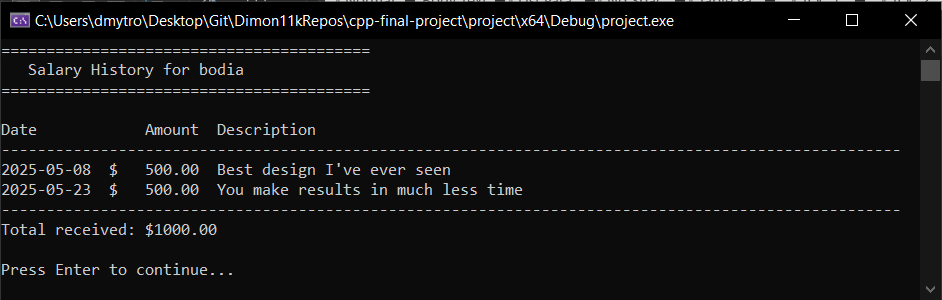 C:\Users\dmytro\Desktop\Git\Dimon11kRepos\cpp-final-project\project\x64\Debug\project.exe
=========================================
   Salary History for bodia
=========================================
Date            Amount  Description
----------------------------------------------------------------------------------------------------
2025-05-08  $   500.00  Best design I've ever seen
2025-05-23  $   500.00  You make results in much less time
----------------------------------------------------------------------------------------------------
Total received: $1000.00
Press Enter to continue...